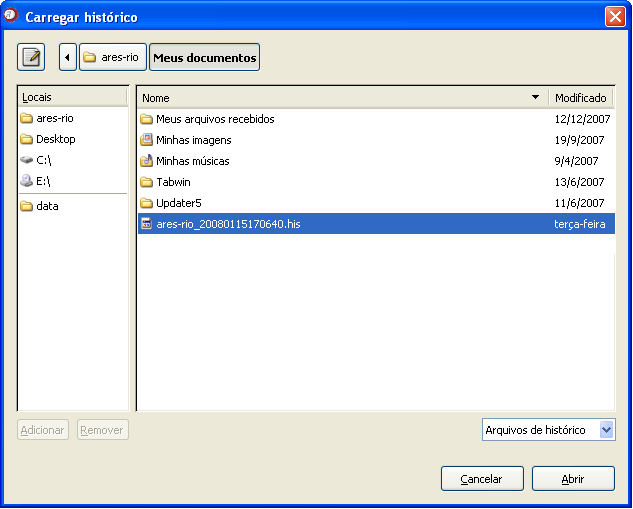 Carregar histórico
ares-rio Meus documentos
Locais
ares-rio
Desktop
C:\
E:\
data
Nome Modificado
Meus arquivos recebidos 12/12/2007
Minhas imagens 19/9/2007
Minhas músicas 9/4/2007
Tabwin 13/6/2007
Updater5 11/6/2007
ares-rio_20080115170640.his terça-feira
Adicionar Remover
Arquivos de histórico
Cancelar Abrir